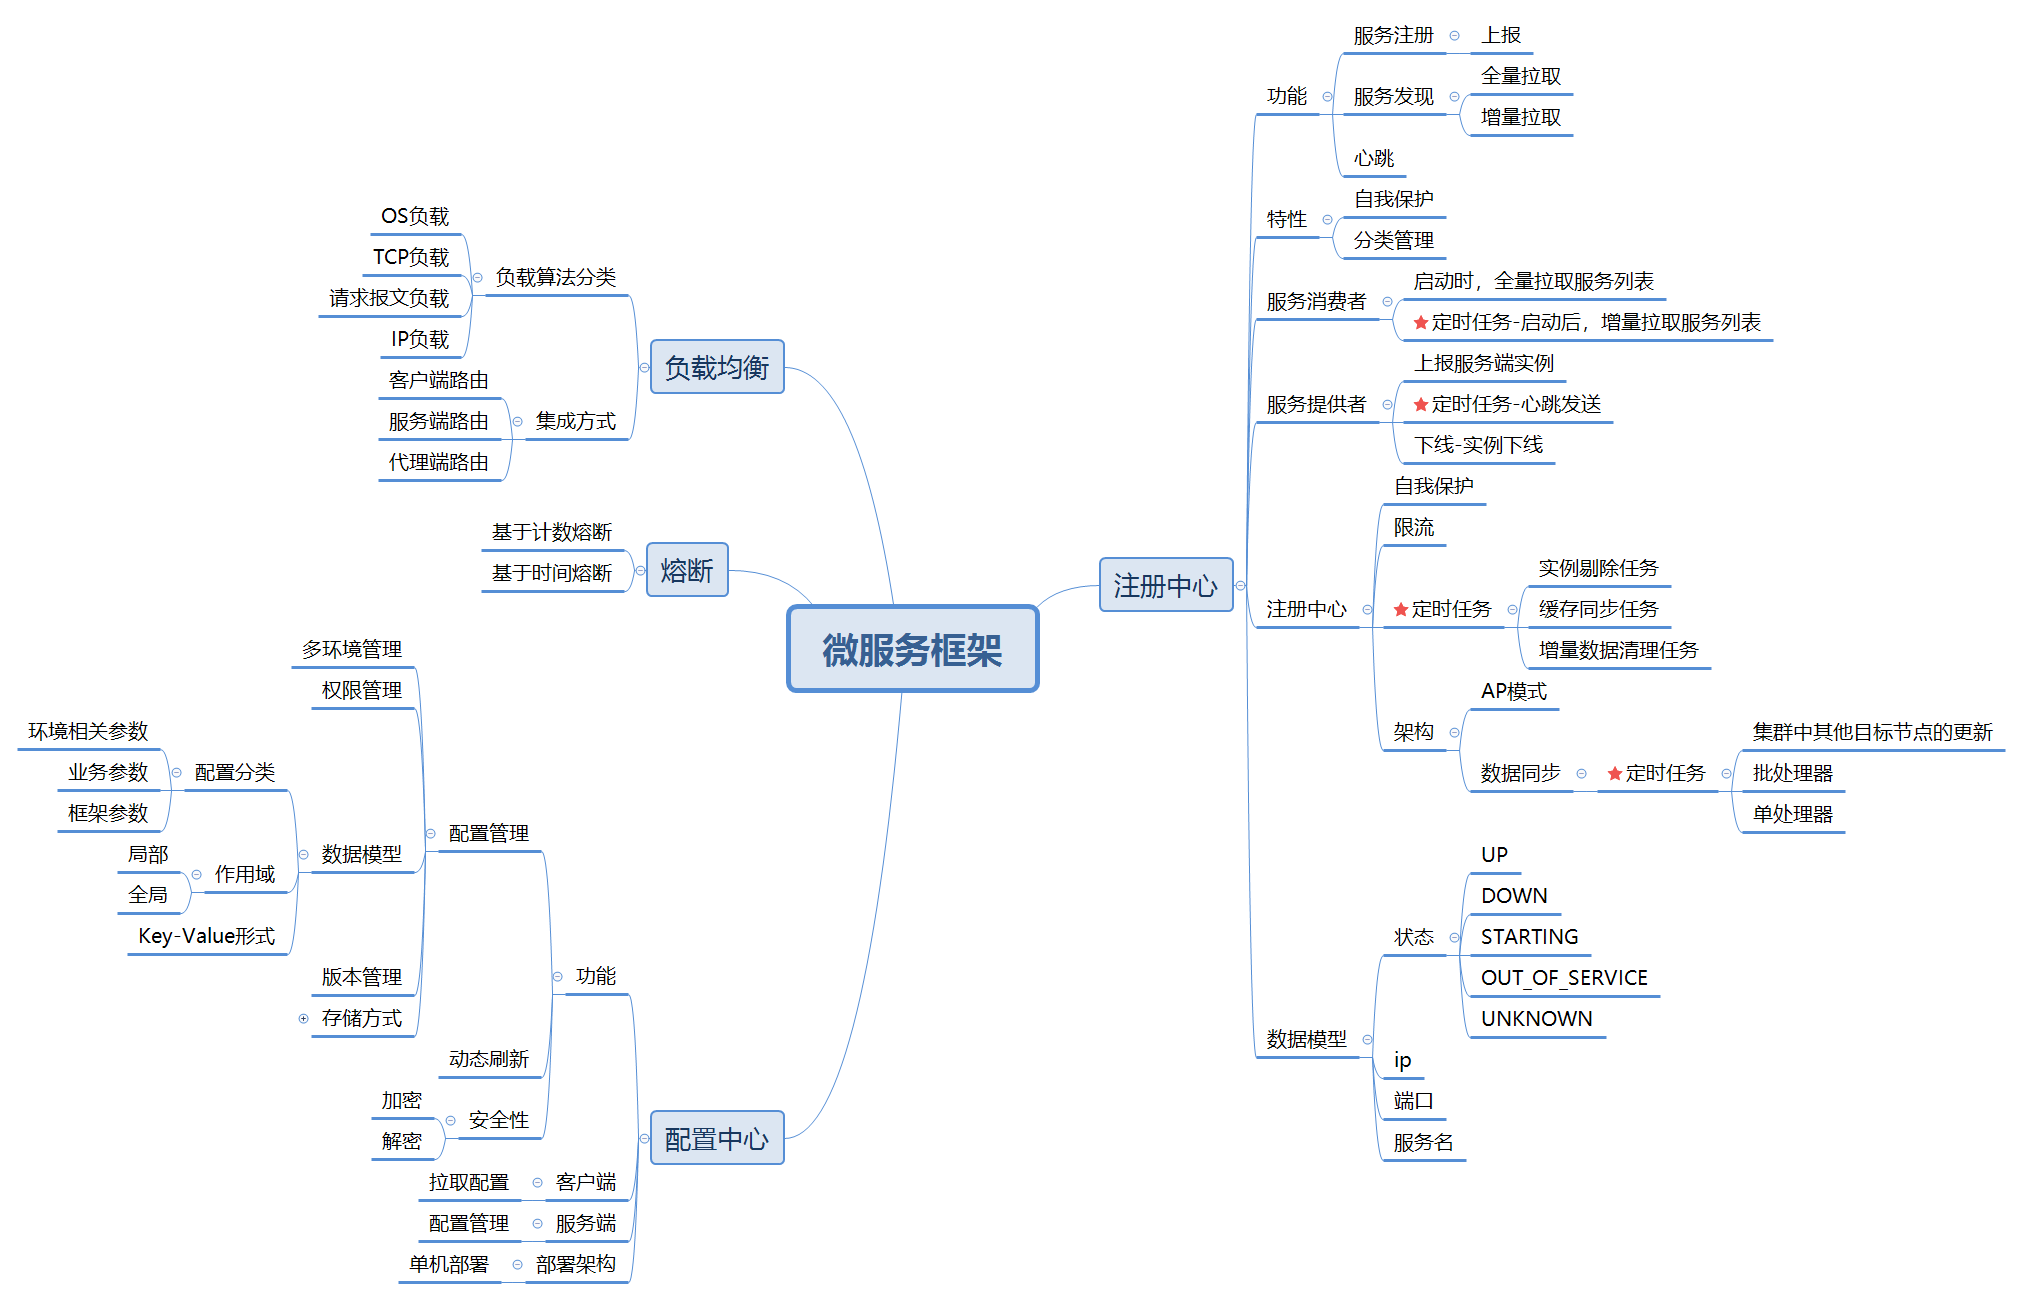 微服务框架
注册中心
功能
服务注册
上报
服务发现
全量拉取
增量拉取
心跳
特性
自我保护
分类管理
服务消费者
启动时，全量拉取服务列表
定时任务-启动后，增量拉取服务列表
服务提供者
上报服务端实例
定时任务-心跳发送
下线-实例下线
注册中心
自我保护
限流
定时任务
实例剔除任务
缓存同步任务
增量数据清理任务
架构
AP模式
数据同步
定时任务
集群中其他目标节点的更新
批处理器
单处理器
数据模型
状态
UP
DOWN
STARTING
OUT_OF_SERVICE
UNKNOWN
ip
端口
服务名
负载均衡
负载算法分类
OS负载
TCP负载
请求报文负载
IP负载
集成方式
客户端路由
服务端路由
代理端路由
熔断
基于计数熔断
基于时间熔断
配置中心
功能
配置管理
多环境管理
权限管理
数据模型
配置分类
环境相关参数
业务参数
框架参数
作用域
局部
全局
Key-Value形式
版本管理
存储方式
动态刷新
安全性
加密
解密
客户端
拉取配置
服务端
配置管理
部署架构
单机部署